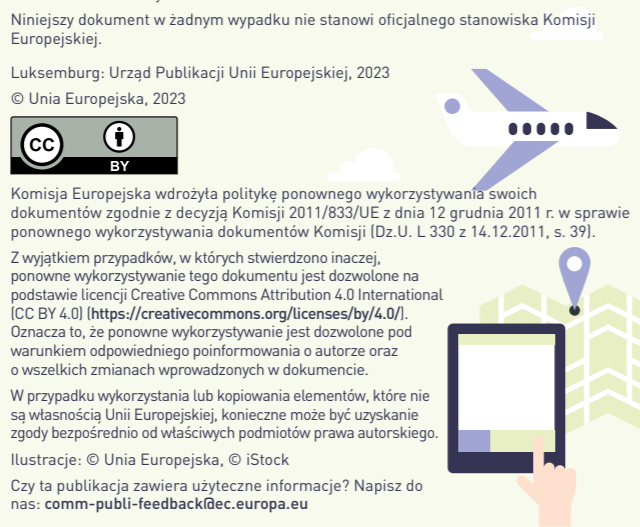 Niniejszy dokument w żadnym wypadku nie stanowi oficjalnego stanowiska Komisji
Europejskiej.
Luksemburg: Urząd Publikacji Unii Europejskiej, 2023
© Unia Europejska, 2023
CC
BY
Komisja Europejska wdrożyła politykę ponownego wykorzystywania swoich
dokumentów zgodnie z decyzją Komisji 2011/833/UE z dnia 12 grudnia 2011 r. w sprawie
ponownego wykorzystywania dokumentów Komisji (Dz.U. L 330 z 14.12.2011, s. 39).
Z wyjątkiem przypadków, w których stwierdzono inaczej,
ponowne wykorzystywanie tego dokumentu jest dozwolone na
podstawie licencji Creative Commons Attribution 4.0 International
(CC BY 4.0) (https://creativecommons.org/licenses/by/4.0/).
Oznacza to, że ponowne wykorzystywanie jest dozwolone pod
warunkiem odpowiedniego poinformowania o autorze oraz
o wszelkich zmianach wprowadzonych w dokumencie.
W przypadku wykorzystania lub kopiowania elementów, które nie
są własnością Unii Europejskiej, konieczne może być uzyskanie
zgody bezpośrednio od właściwych podmiotów prawa autorskiego.
Ilustracje: © Unia Europejska, © iStock
Czy ta publikacja zawiera użyteczne informacje? Napisz do
nas: comm-publi-feedback@ec.europa.eu